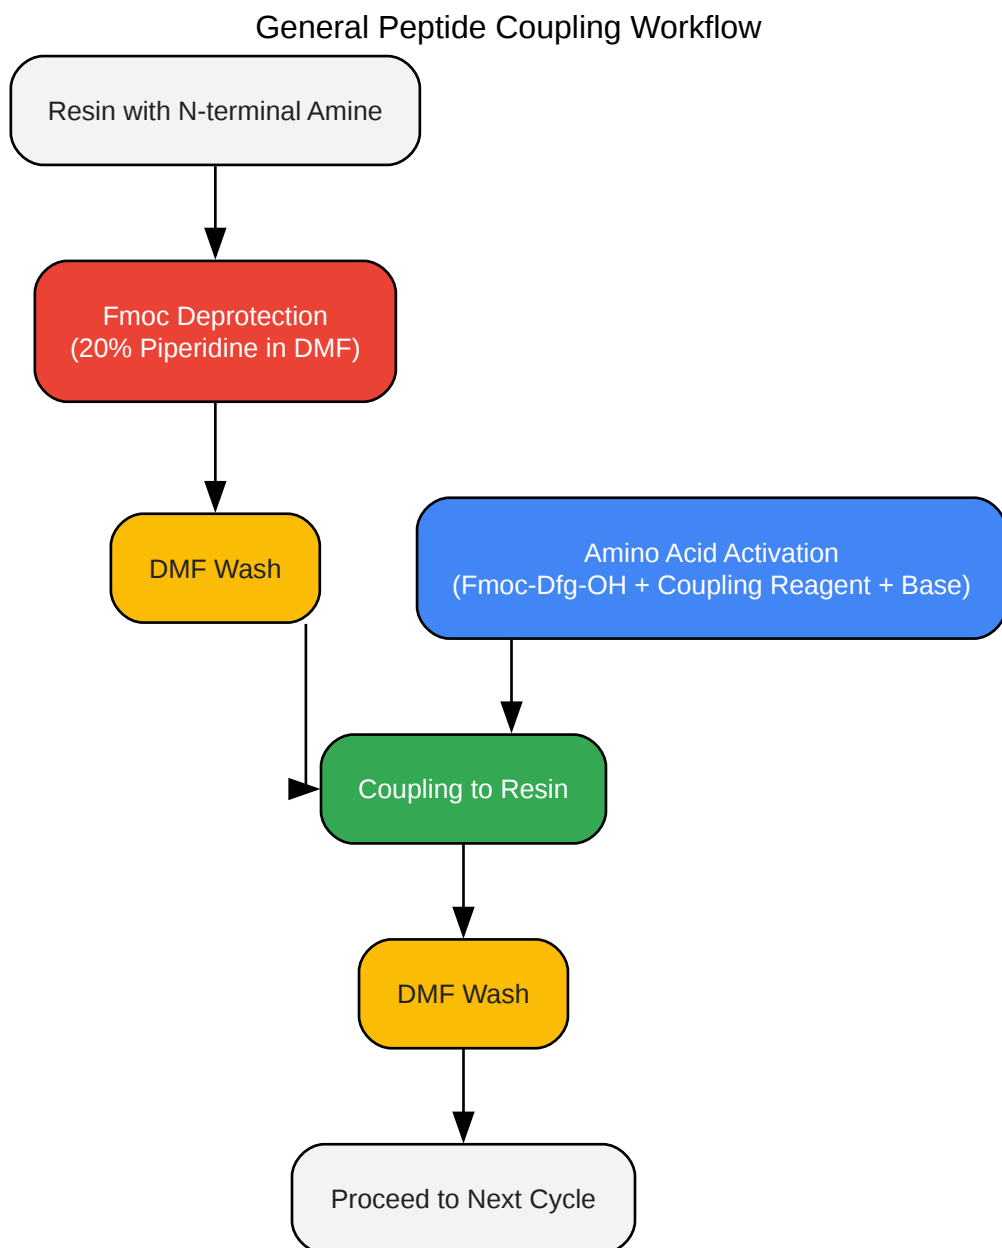 General Peptide Coupling Workflow
Resin with N-terminal Amine
Fmoc Deprotection
(20% Piperidine in DMF)
DMF Wash
Amino Acid Activation
(Fmoc-Dfg-OH + Coupling Reagent + Base)
Coupling to Resin
DMF Wash
Proceed to Next Cycle